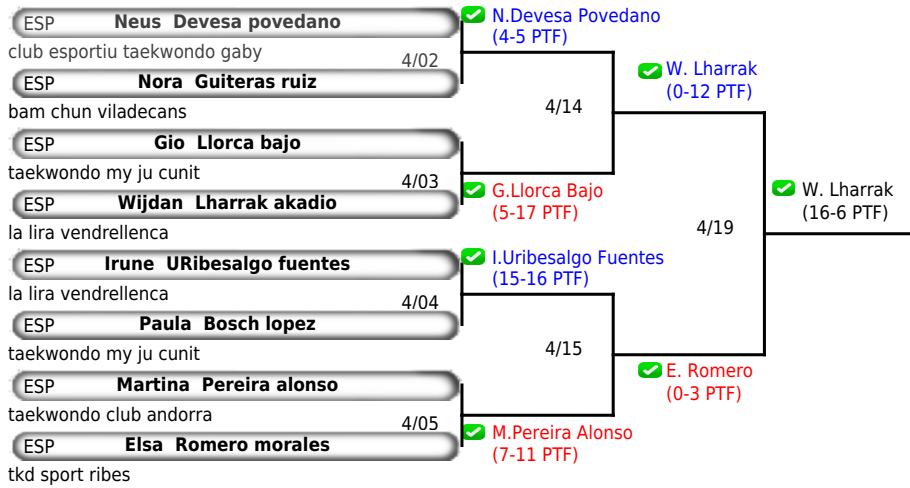 ESP Neus Devesa povedano
club esportiu taekwondo gaby
4/02
ESP Nora Guiteras ruiz
bam chun viladecans
ESP Gio Llorca bajo
taekwondo my ju cunit
4/03
ESP Wijdan Lharrak akadio
la lira vendrellenca
ESP Irune URibesalgo fuentes
la lira vendrellenca
4/04
ESP Paula Bosch lopez
taekwondo my ju cunit
ESP Martina Pereira alonso
taekwondo club andorra
4/05
ESP Elsa Romero morales
tkd sport ribes
N.Devesa Povedano
(4-5 PTF)
4/14
G.Llorca Bajo
(5-17 PTF)
I.Uribesalgo Fuentes
(15-16 PTF)
4/15
M.Pereira Alonso
(7-11 PTF)
W. Lharrak
(0-12 PTF)
4/19
E. Romero
(0-3 PTF)
W. Lharrak
(16-6 PTF)